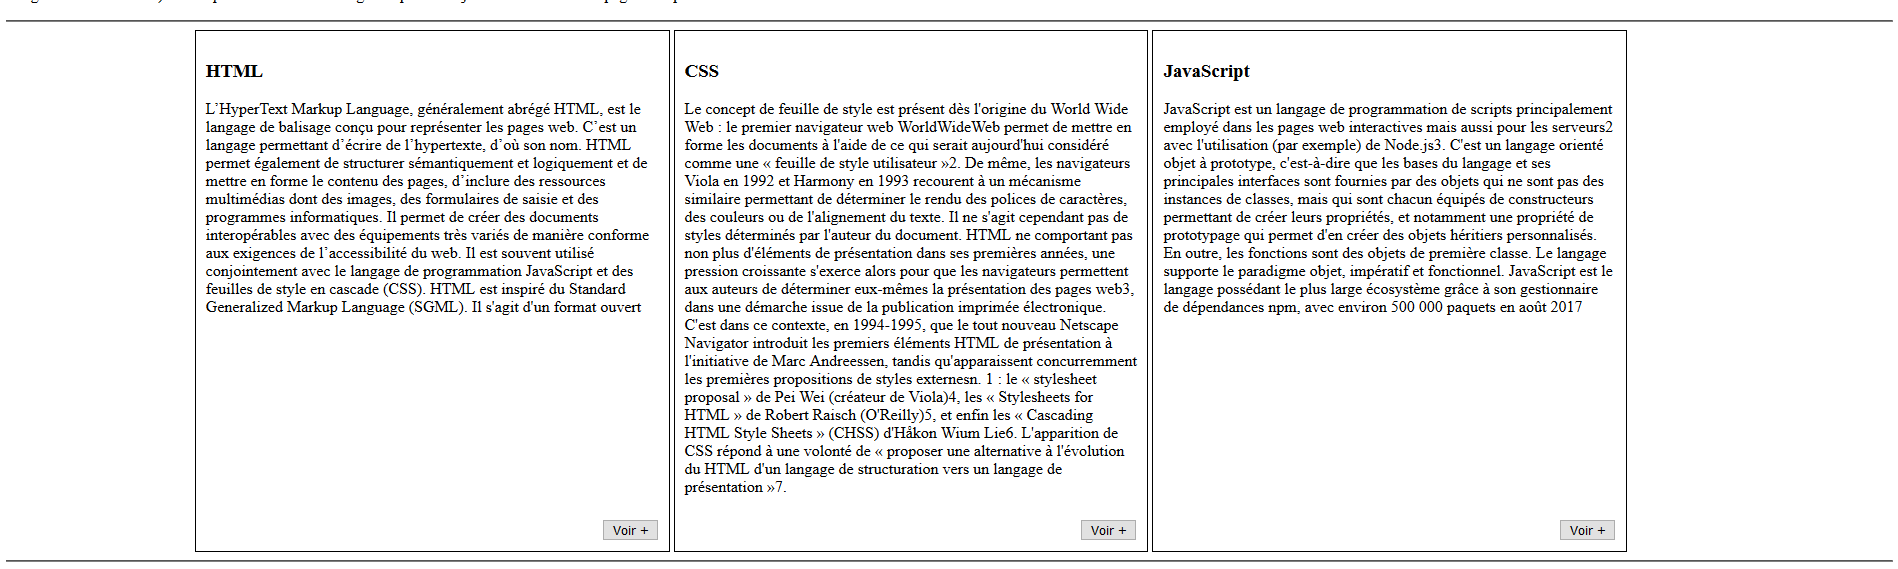 HTML
L’HyperText Markup Language, généralement abrégé HTML, est le
langage de balisage conçu pour représenter les pages web. C’est un
langage permettant d’écrire de l’hypertexte, d’où son nom. HTML
permet également de structurer sémantiquement et logiquement et de
mettre en forme le contenu des pages, d’inclure des ressources
multimédias dont des images, des formulaires de saisie et des
programmes informatiques. Il permet de créer des documents
interopérables avec des équipements très variés de manière conforme
aux exigences de l’accessibilité du web. Il est souvent utilisé
conjointement avec le langage de programmation JavaScript et des
feuilles de style en cascade (CSS). HTML est inspiré du Standard
Generalized Markup Language (SGML). Il s'agit d'un format ouvert
Voir +
CSS
Le concept de feuille de style est présent dès l'origine du World Wide
Web : le premier navigateur web WorldWideWeb permet de mettre en
forme les documents à l'aide de ce qui serait aujourd'hui considéré
comme une « feuille de style utilisateur »2. De même, les navigateurs
Viola en 1992 et Harmony en 1993 recourent à un mécanisme
similaire permettant de déterminer le rendu des polices de caractères,
des couleurs ou de l'alignement du texte. Il ne s'agit cependant pas de
styles déterminés par l'auteur du document. HTML ne comportant pas
non plus d'éléments de présentation dans ses premières années, une
pression croissante s'exerce alors pour que les navigateurs permettent
aux auteurs de déterminer eux-mêmes la présentation des pages web3,
dans une démarche issue de la publication imprimée électronique.
C'est dans ce contexte, en 1994-1995, que le tout nouveau Netscape
Navigator introduit les premiers éléments HTML de présentation à
l'initiative de Marc Andreessen, tandis qu'apparaissent concurremment
les premières propositions de styles externesn. 1 : le « stylesheet
proposal » de Pei Wei (créateur de Viola)4, les « Stylesheets for
HTML » de Robert Raisch (O'Reilly)5, et enfin les « Cascading
HTML Style Sheets » (CHSS) d'Håkon Wium Lie6. L'apparition de
CSS répond à une volonté de « proposer une alternative à l'évolution
du HTML d'un langage de structuration vers un langage de
présentation »7.
Voir +
JavaScript
JavaScript est un langage de programmation de scripts principalement
employé dans les pages web interactives mais aussi pour les serveurs2
avec l'utilisation (par exemple) de Node.js3. C'est un langage orienté
objet à prototype, c'est-à-dire que les bases du langage et ses
principales interfaces sont fournies par des objets qui ne sont pas des
instances de classes, mais qui sont chacun équipés de constructeurs
permettant de créer leurs propriétés, et notamment une propriété de
prototypage qui permet d'en créer des objets héritiers personnalisés.
En outre, les fonctions sont des objets de première classe. Le langage
supporte le paradigme objet, impératif et fonctionnel. JavaScript est le
langage possédant le plus large écosystème grâce à son gestionnaire
de dépendances npm, avec environ 500 000 paquets en août 2017
Voir +